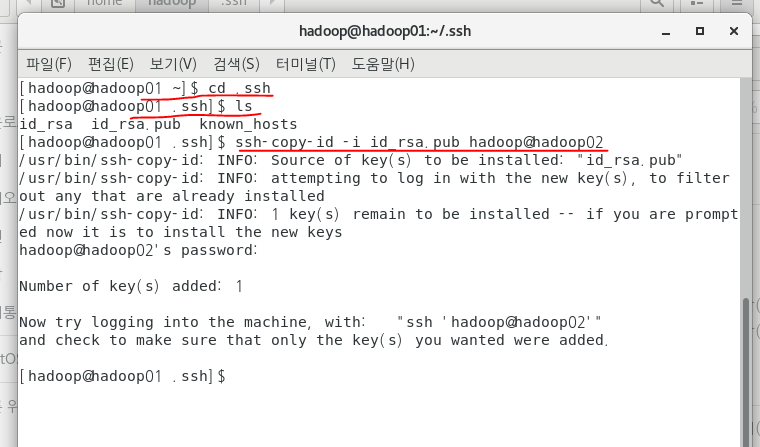 home hadoop .ssh
hadoop@hadoop01:~/.ssh
파일(F) 편집(E) 보기(V) 검색(S) 터미널(T) 도움말(H)
[hadoop@hadoop01 ~]$ cd .ssh
[hadoop@hadoop01 .ssh]$ ls
id_rsa id_rsa.pub known_hosts
[hadoop@hadoop01 .ssh]$ ssh-copy-id -i id_rsa.pub hadoop@hadoop02
/usr/bin/ssh-copy-id: INFO: Source of key(s) to be installed: "id_rsa.pub"
/usr/bin/ssh-copy-id: INFO: attempting to log in with the new key(s), to filter
out any that are already installed
/usr/bin/ssh-copy-id: INFO: 1 key(s) remain to be installed -- if you are prompt
ed now it is to install the new keys
hadoop@hadoop02's password:
Number of key(s) added: 1
Now try logging into the machine, with: "ssh 'hadoop@hadoop02'"
and check to make sure that only the key(s) you wanted were added.
[hadoop@hadoop01 .ssh]$